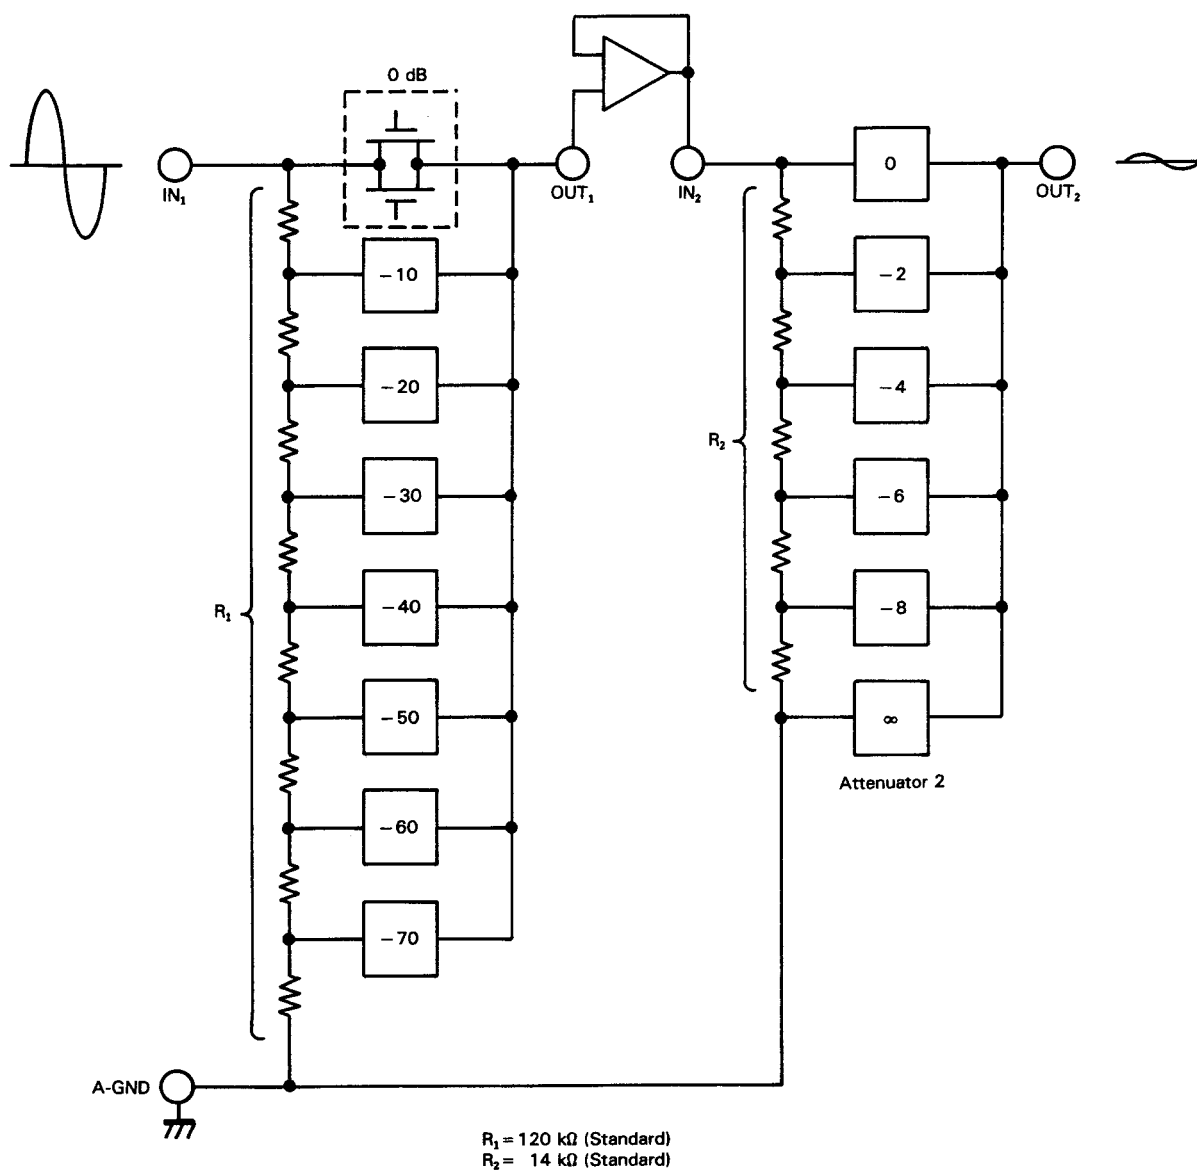 0 dB
IN₁
OUT₁
IN₂
OUT₂
0
−10
−2
−20
−4
R₂
−30
−6
R₁
−40
−8
−50
∞
Attenuator 2
−60
−70
A-GND
R₁ = 120 kΩ (Standard)
R₂ = 14 kΩ (Standard)